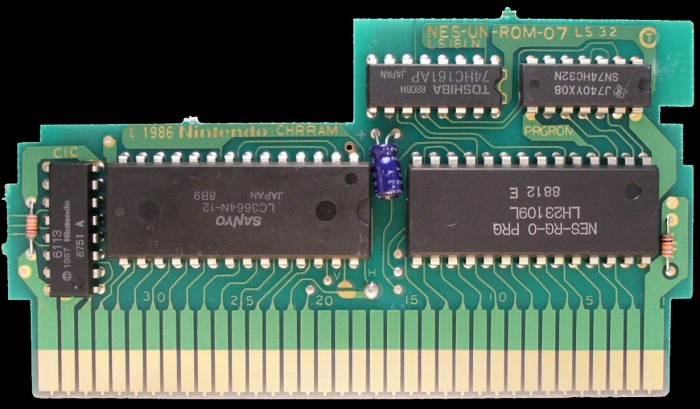 NES-UN-ROM-07 LS32
LS161N
T
TOSHIBA 8808H
74HC161AP
JAPAN
J740YX08
SN74HC32N
C 1986 Nintendo CHRRAM
+
PRGROM
CIC
6113
© 1987 Nintendo
8751 A
SANYO
LC3664N-12
JAPAN
8B9
NES-RG-0 PRG
LH23109L
8812 E
V H
30 25 20 15 10 5